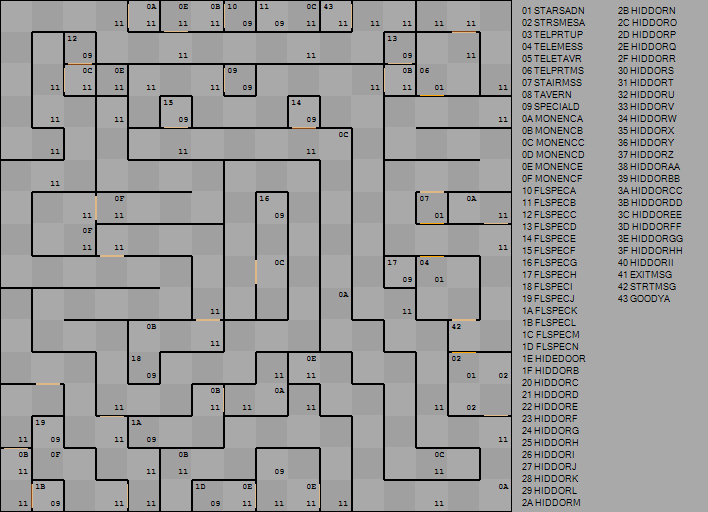 0A 0E 0B 10 11 0C 43
11 11 11 11 11 11 11 11 11 11 11 11 11
12 13
09 11 11 09 11
0C 0E 09 0B 06
11 11 11 11 11 11 09 11 11 01 11
15 14
11 09 09 11
0C
11 11 11
11
0F 16 07 0A
11 11 09 01 11
0F
11 11 11
0C 17 04
09 01
0A
11 11
0B 42
11
18 0E 02
09 11 11 01 02
0B 0A
11 11 11 11 11 02
19 1A
11 09 11 09 11
0B 0F 0B 0C
11 11 11 09 11
1B 1D 0E 0E 0A
11 09 11 11 09 11 11 11 11 11
01 STARSADN
02 STRSMESA
03 TELPRTUP
04 TELEMESS
05 TELETAVR
06 TELPRTMS
07 STAIRMSS
08 TAVERN
09 SPECIALD
0A MONENCA
0B MONENCB
0C MONENCC
0D MONENCD
0E MONENCE
0F MONENCF
10 FLSPECA
11 FLSPECB
12 FLSPECC
13 FLSPECD
14 FLSPECE
15 FLSPECF
16 FLSPECG
17 FLSPECH
18 FLSPECI
19 FLSPECJ
1A FLSPECK
1B FLSPECL
1C FLSPECM
1D FLSPECN
1E HIDEDOOR
1F HIDDORB
20 HIDDORC
21 HIDDORD
22 HIDDORE
23 HIDDORF
24 HIDDORG
25 HIDDORH
26 HIDDORI
27 HIDDORJ
28 HIDDORK
29 HIDDORL
2A HIDDORM
2B HIDDORN
2C HIDDORO
2D HIDDORP
2E HIDDORQ
2F HIDDORR
30 HIDDORS
31 HIDDORT
32 HIDDORU
33 HIDDORV
34 HIDDORW
35 HIDDORX
36 HIDDORY
37 HIDDORZ
38 HIDDORAA
39 HIDDORBB
3A HIDDORCC
3B HIDDORDD
3C HIDDOREE
3D HIDDORFF
3E HIDDORGG
3F HIDDORHH
40 HIDDORII
41 EXITMSG
42 STRTMSG
43 GOODYA